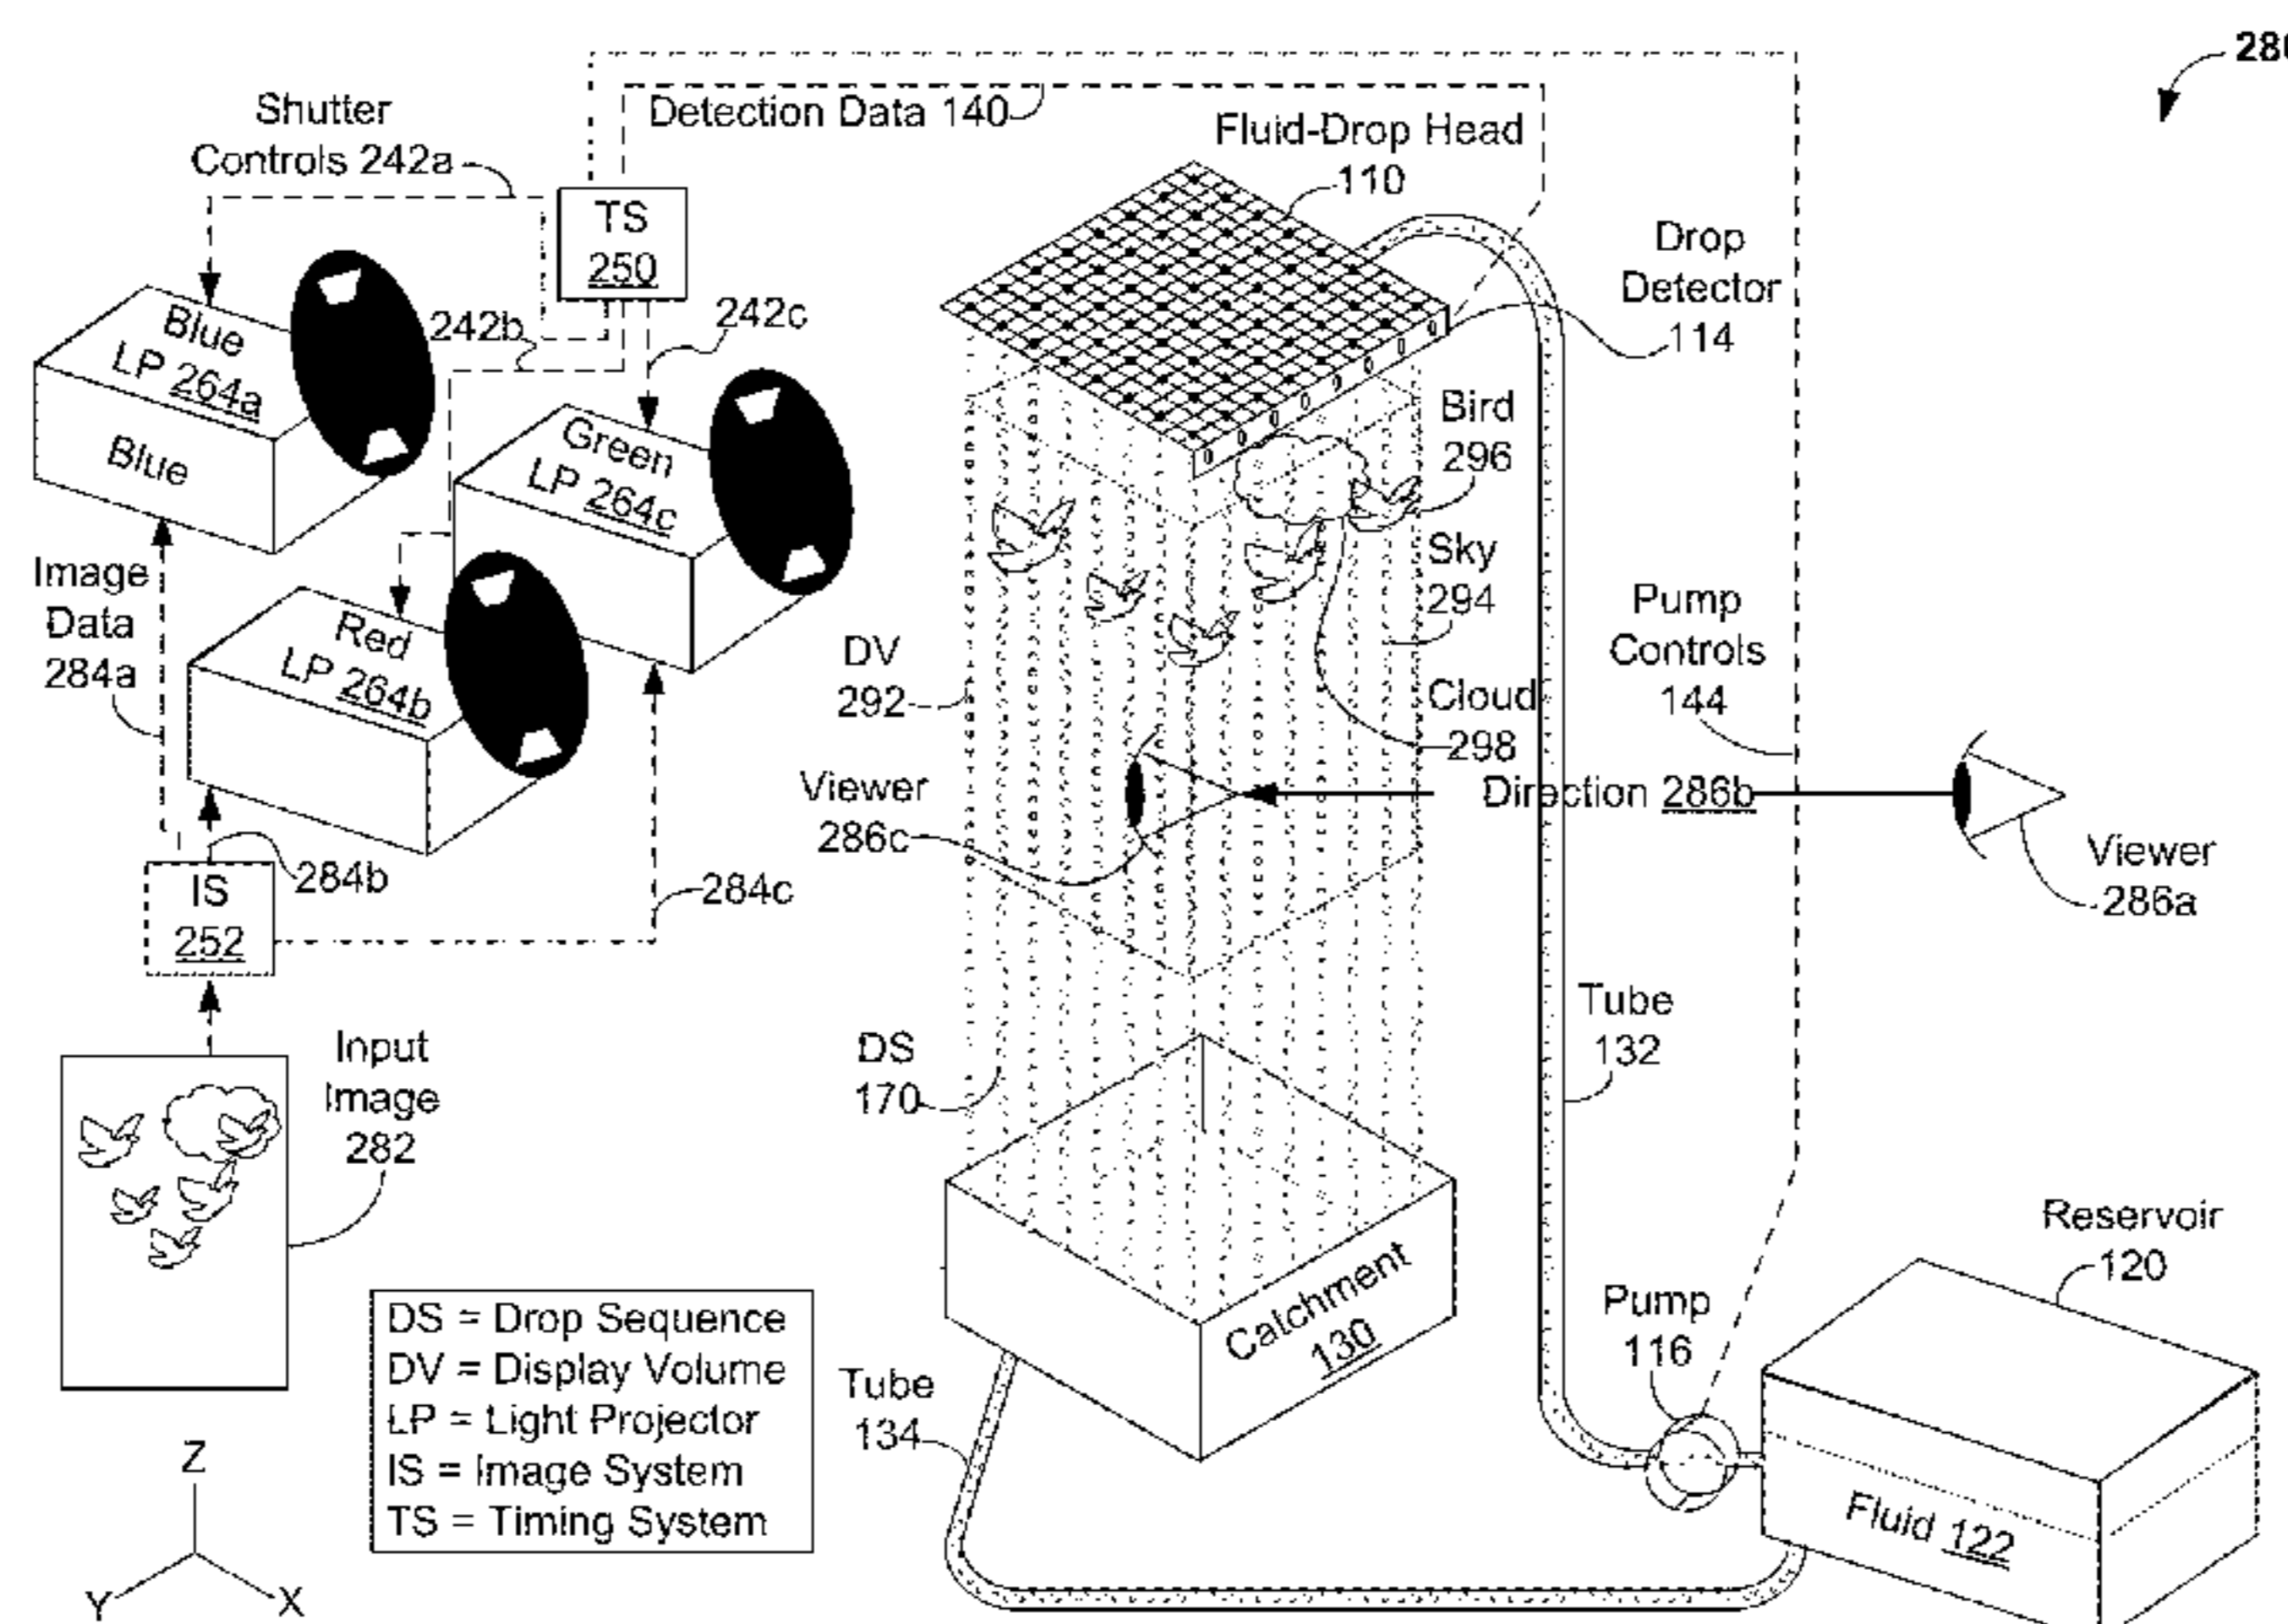 280
Shutter
Controls 242a
Detection Data 140
Fluid-Drop Head
110
TS
250
Drop
Detector
114
Blue
LP 264a
Blue
242b
242c
Green
LP 264c
Bird
296
Sky
294
Image
Data
284a
Red
LP 264b
DV
292
Cloud
298
Pump
Controls
144
Viewer
286c
Direction 286b
Viewer
286a
IS
252
284b
284c
Tube
132
Input
Image
282
DS
170
Reservoir
120
Catchment
130
Pump
116
Tube
134
Fluid 122
DS = Drop Sequence
DV = Display Volume
LP = Light Projector
IS = Image System
TS = Timing System
Z
Y
X